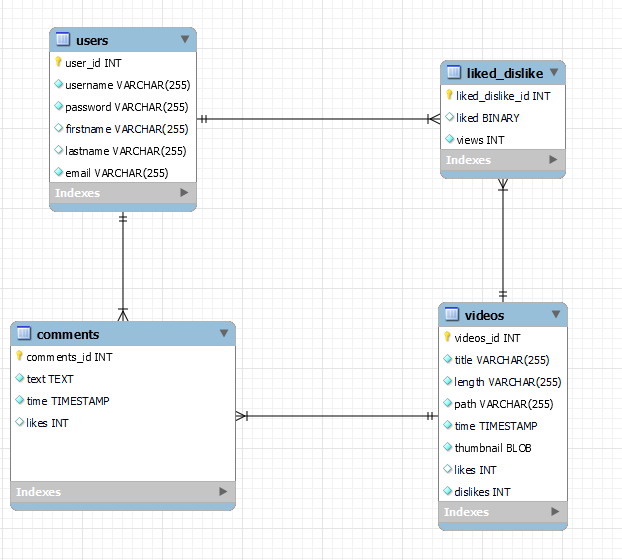 users
user_id INT
username VARCHAR(255)
password VARCHAR(255)
firstname VARCHAR(255)
lastname VARCHAR(255)
email VARCHAR(255)
Indexes
liked_dislike
liked_dislike_id INT
liked BINARY
views INT
Indexes
comments
comments_id INT
text TEXT
time TIMESTAMP
likes INT
Indexes
videos
videos_id INT
title VARCHAR(255)
length VARCHAR(255)
path VARCHAR(255)
time TIMESTAMP
thumbnail BLOB
likes INT
dislikes INT
Indexes